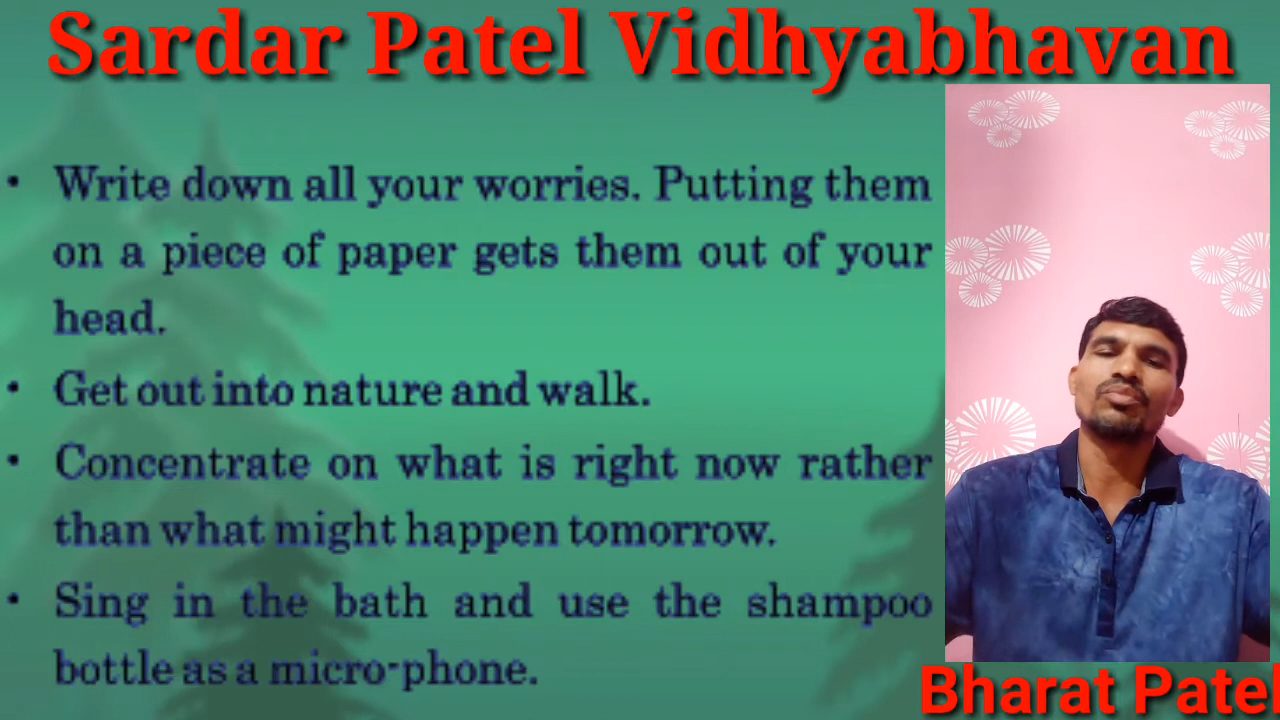 Sardar Patel Vidhyabhavan
• Write down all your worries. Putting them
on a piece of paper gets them out of your
head.
• Get out into nature and walk.
• Concentrate on what is right now rather
than what might happen tomorrow.
• Sing in the bath and use the shampoo
bottle as a micro-phone.
Bharat Patel